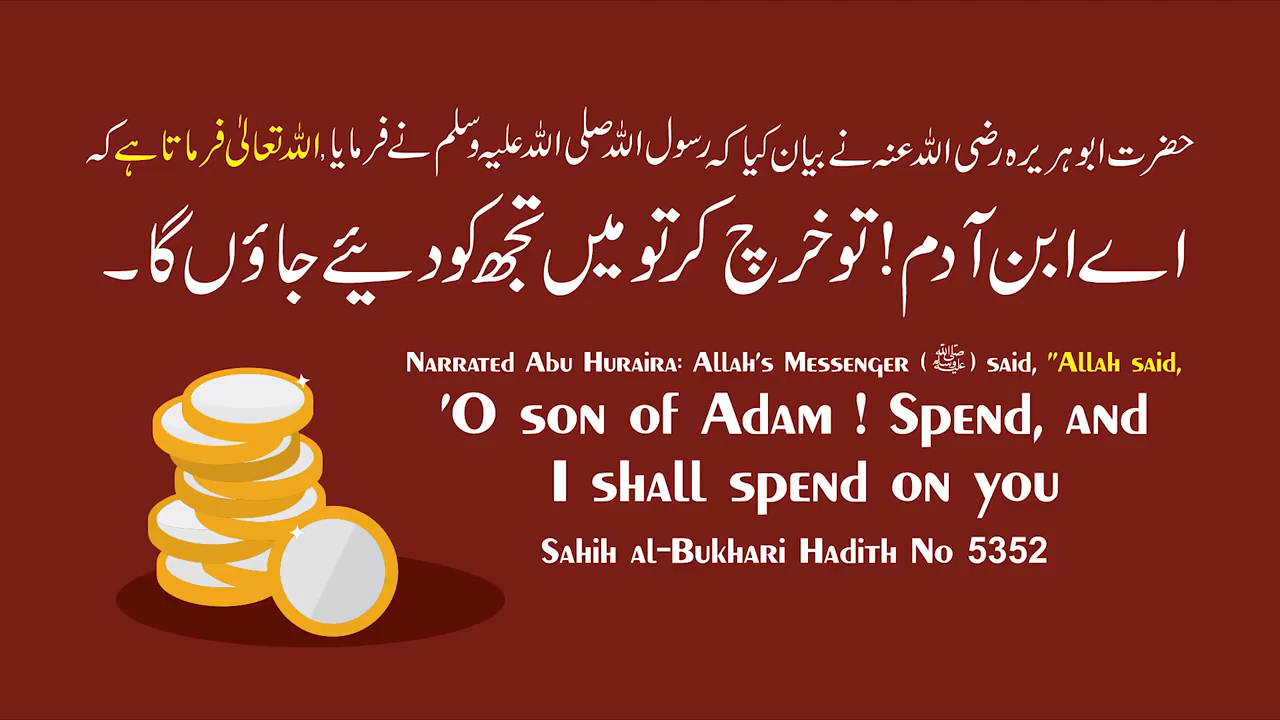 حضرت ابوہریرہ رضی اللہ عنہ نے بیان کیا کہ رسول اللہ صلی اللہ علیہ وسلم نے فرمایا, اللہ تعالیٰ فرماتا ہے کہ
اے ابن آدم! تو خرچ کر تو میں تجھ کو دیئے جاؤں گا۔
Narrated Abu Huraira: Allah's Messenger (ﷺ) said, "Allah said,
'O son of Adam ! Spend, and
I shall spend on you
Sahih al-Bukhari Hadith No 5352